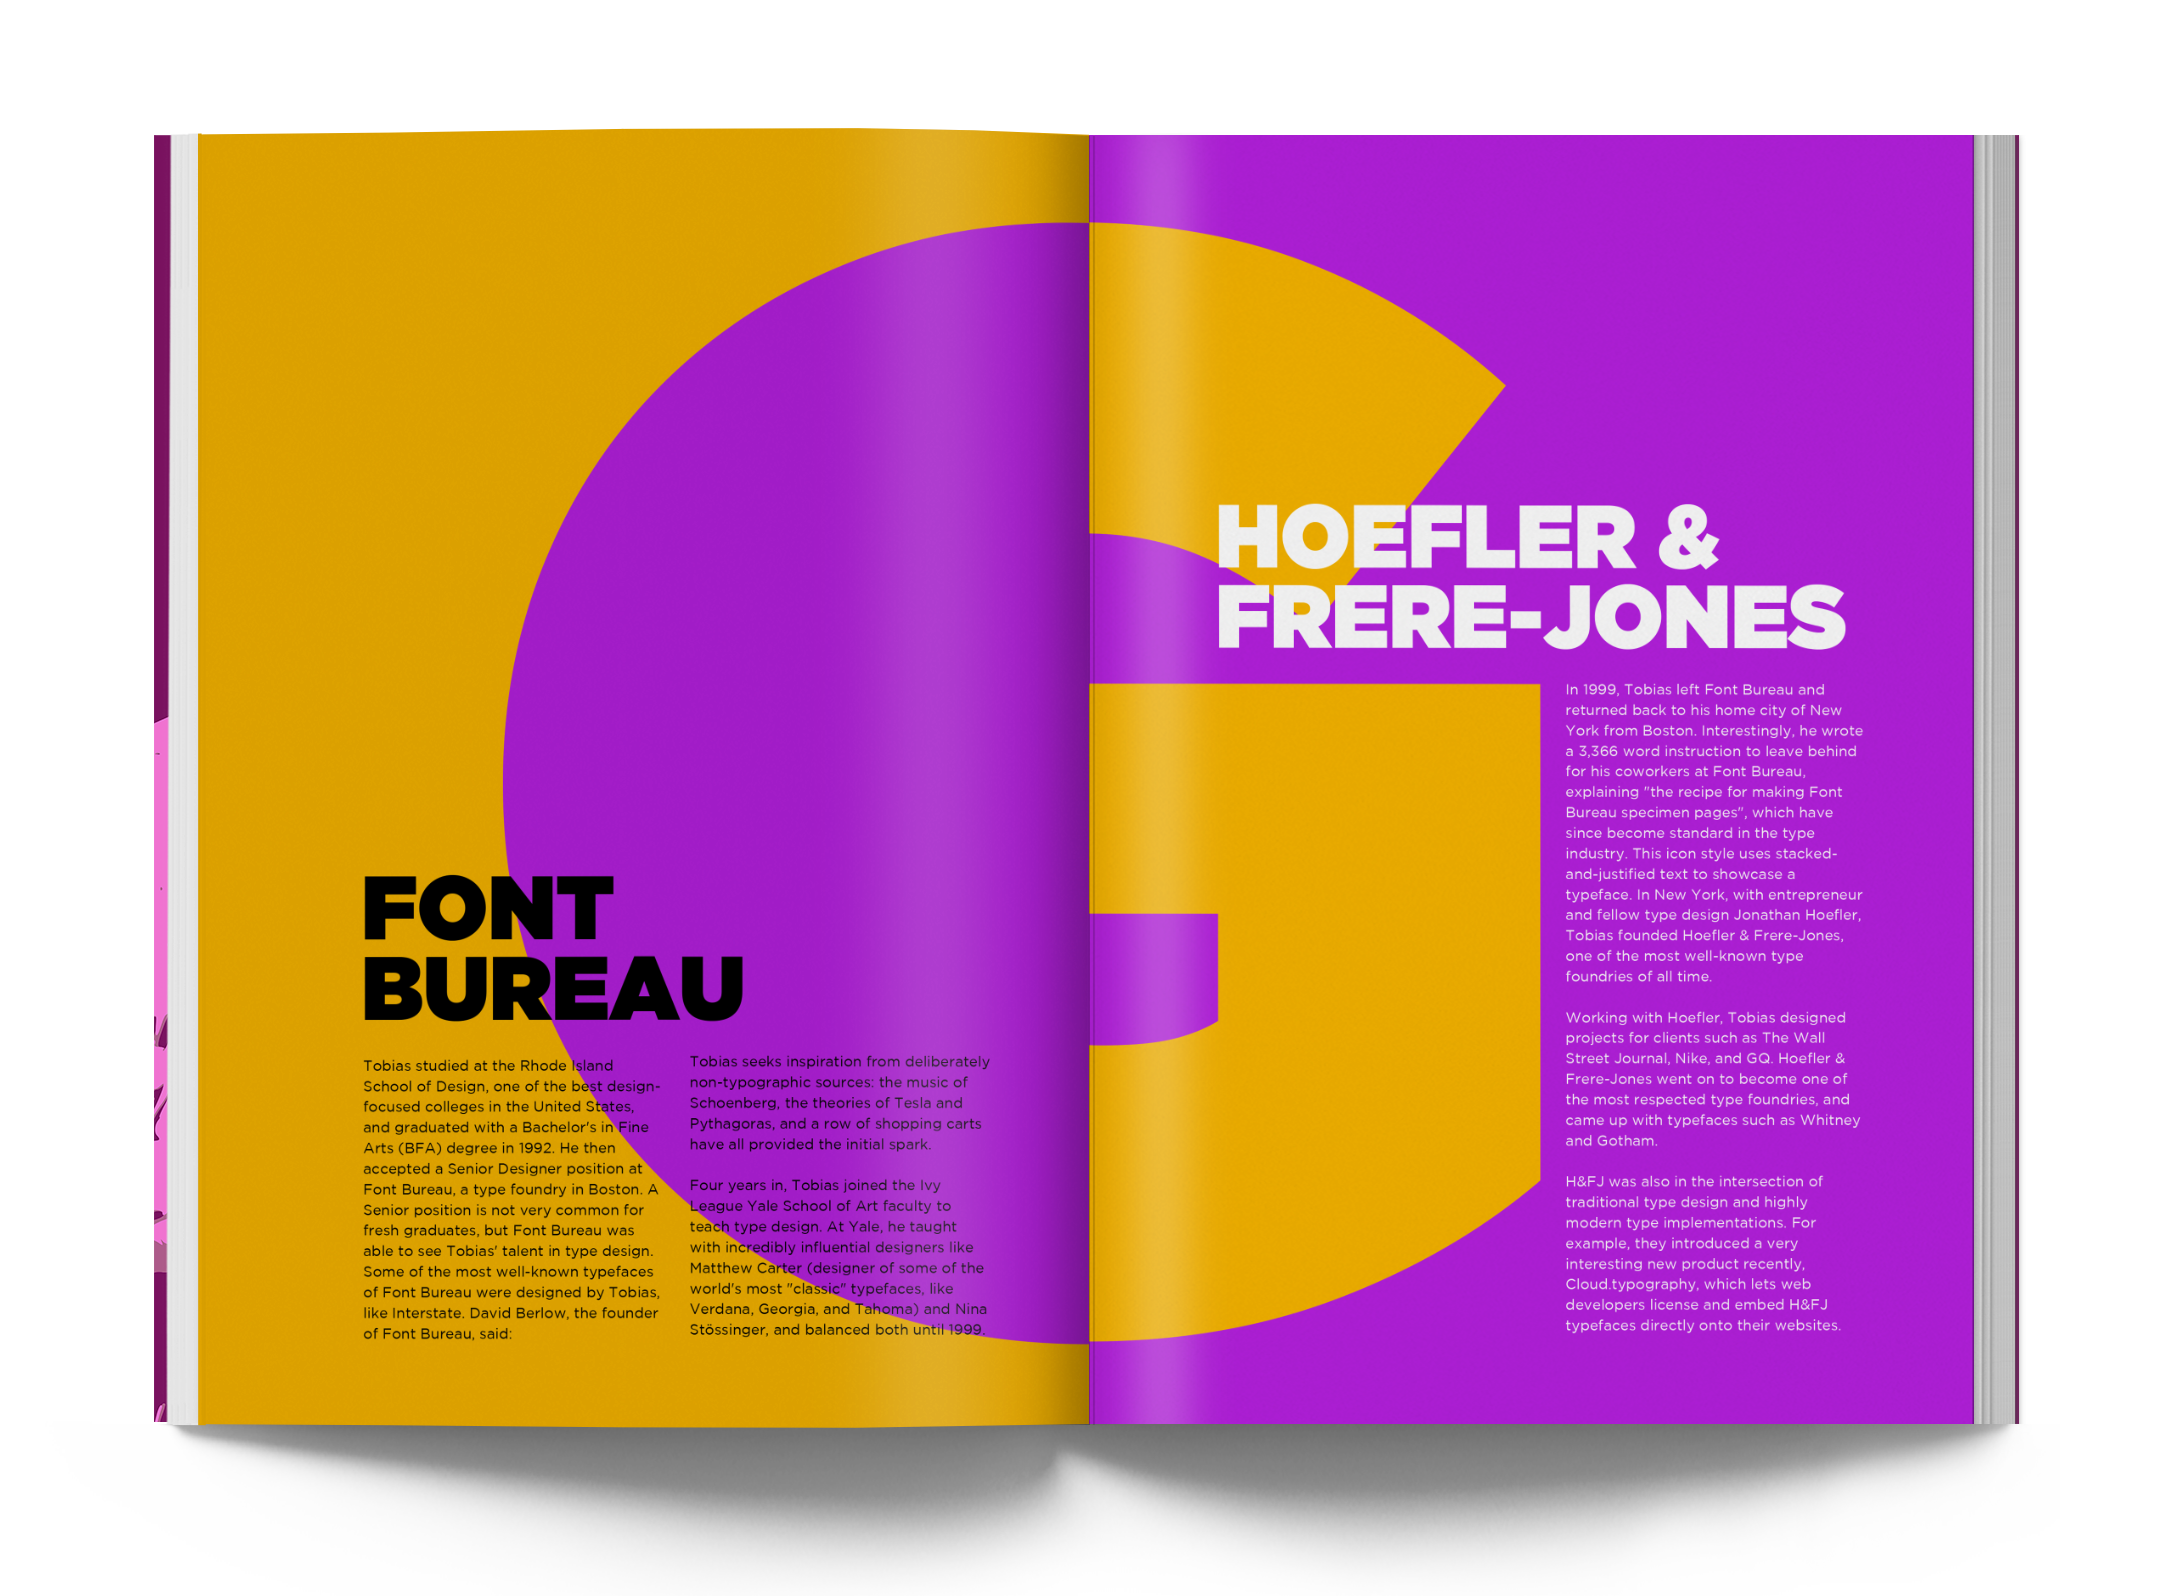 FONT
BUREAU
Tobias studied at the Rhode Island
School of Design, one of the best design-
focused colleges in the United States,
and graduated with a Bachelor's in Fine
Arts (BFA) degree in 1992. He then
accepted a Senior Designer position at
Font Bureau, a type foundry in Boston. A
Senior position is not very common for
fresh graduates, but Font Bureau was
able to see Tobias' talent in type design.
Some of the most well-known typefaces
of Font Bureau were designed by Tobias,
like Interstate. David Berlow, the founder
of Font Bureau, said:
Tobias seeks inspiration from deliberately
non-typographic sources: the music of
Schoenberg, the theories of Tesla and
Pythagoras, and a row of shopping carts
have all provided the initial spark.
Four years in, Tobias joined the Ivy
League Yale School of Art faculty to
teach type design. At Yale, he taught
with incredibly influential designers like
Matthew Carter (designer of some of the
world's most "classic" typefaces, like
Verdana, Georgia, and Tahoma) and Nina
Stössinger, and balanced both until 1999.
G
HOEFLER &
FRERE-JONES
In 1999, Tobias left Font Bureau and
returned back to his home city of New
York from Boston. Interestingly, he wrote
a 3,366 word instruction to leave behind
for his coworkers at Font Bureau,
explaining "the recipe for making Font
Bureau specimen pages", which have
since become standard in the type
industry. This icon style uses stacked-
and-justified text to showcase a
typeface. In New York, with entrepreneur
and fellow type design Jonathan Hoefler,
Tobias founded Hoefler & Frere-Jones,
one of the most well-known type
foundries of all time.
Working with Hoefler, Tobias designed
projects for clients such as The Wall
Street Journal, Nike, and GQ. Hoefler &
Frere-Jones went on to become one of
the most respected type foundries, and
came up with typefaces such as Whitney
and Gotham.
H&FJ was also in the intersection of
traditional type design and highly
modern type implementations. For
example, they introduced a very
interesting new product recently,
Cloud.typography, which lets web
developers license and embed H&FJ
typefaces directly onto their websites.